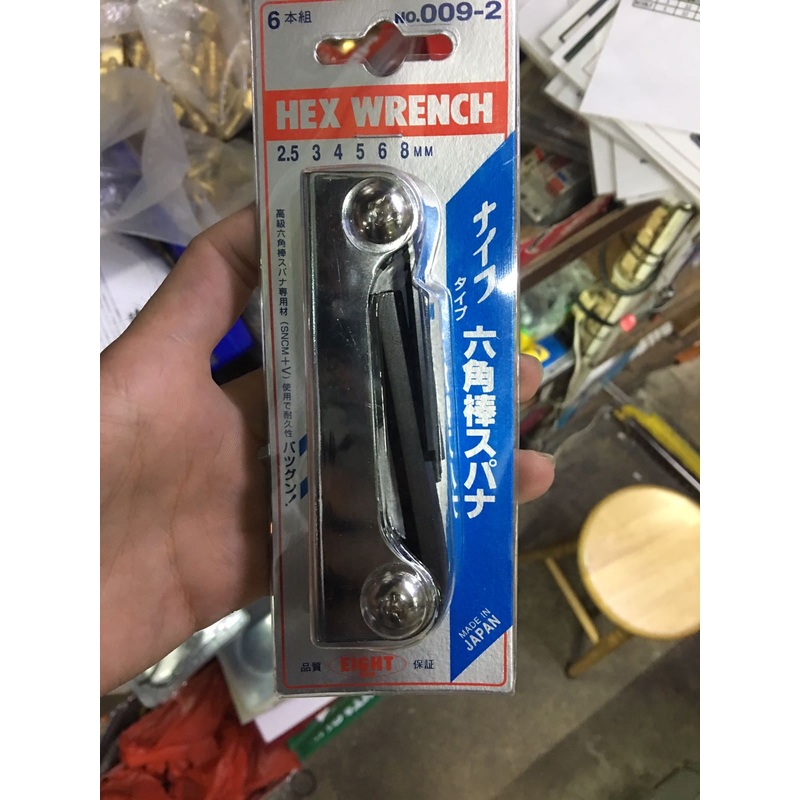 6本組
No.009-2
HEX WRENCH
2.5 3 4 5 6 8MM
ナイフ
タイプ
六角棒スパナ
高級六角棒スパナ専用材(SNCM+V)使用で耐久性
バツグン!
MADE IN
JAPAN
品質 EIGHT 保証